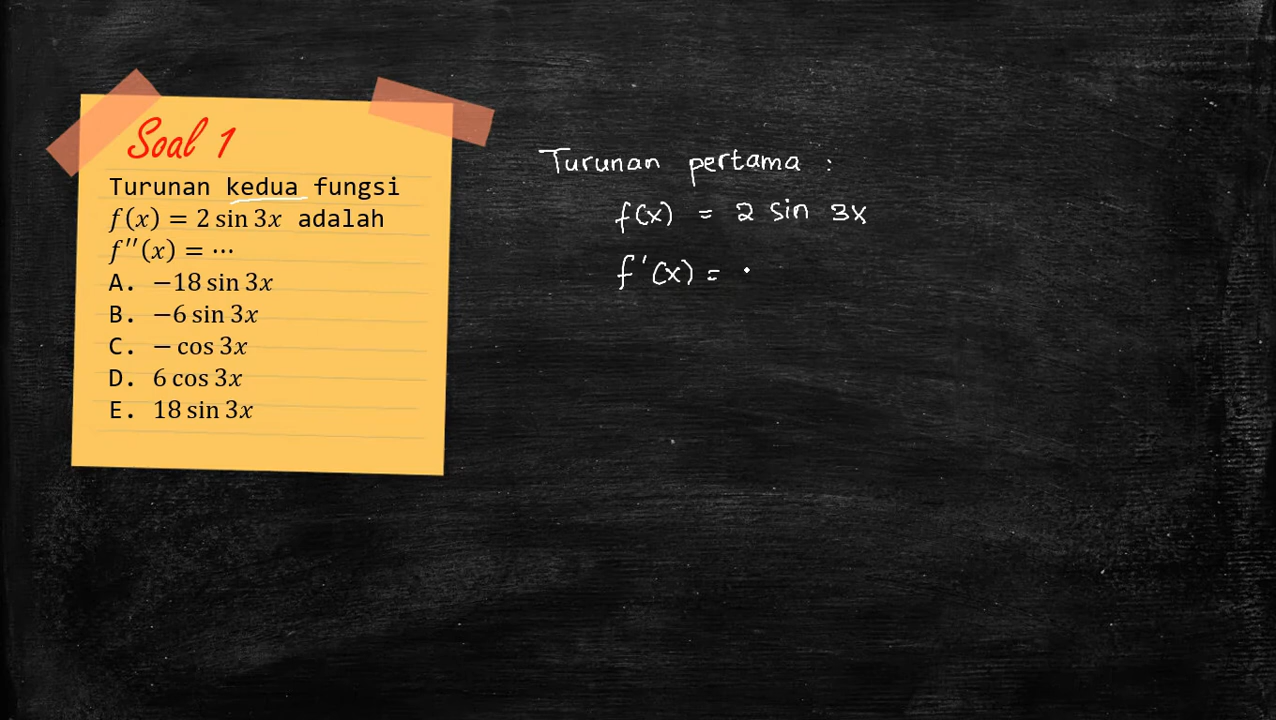 Soal 1
Turunan kedua fungsi
f(x) = 2 sin 3x adalah
f′′(x) = ⋯
A. −18 sin 3x
B. −6 sin 3x
C. − cos 3x
D. 6 cos 3x
E. 18 sin 3x
Turunan pertama :
f(x) = 2 sin 3x
f'(x) = .